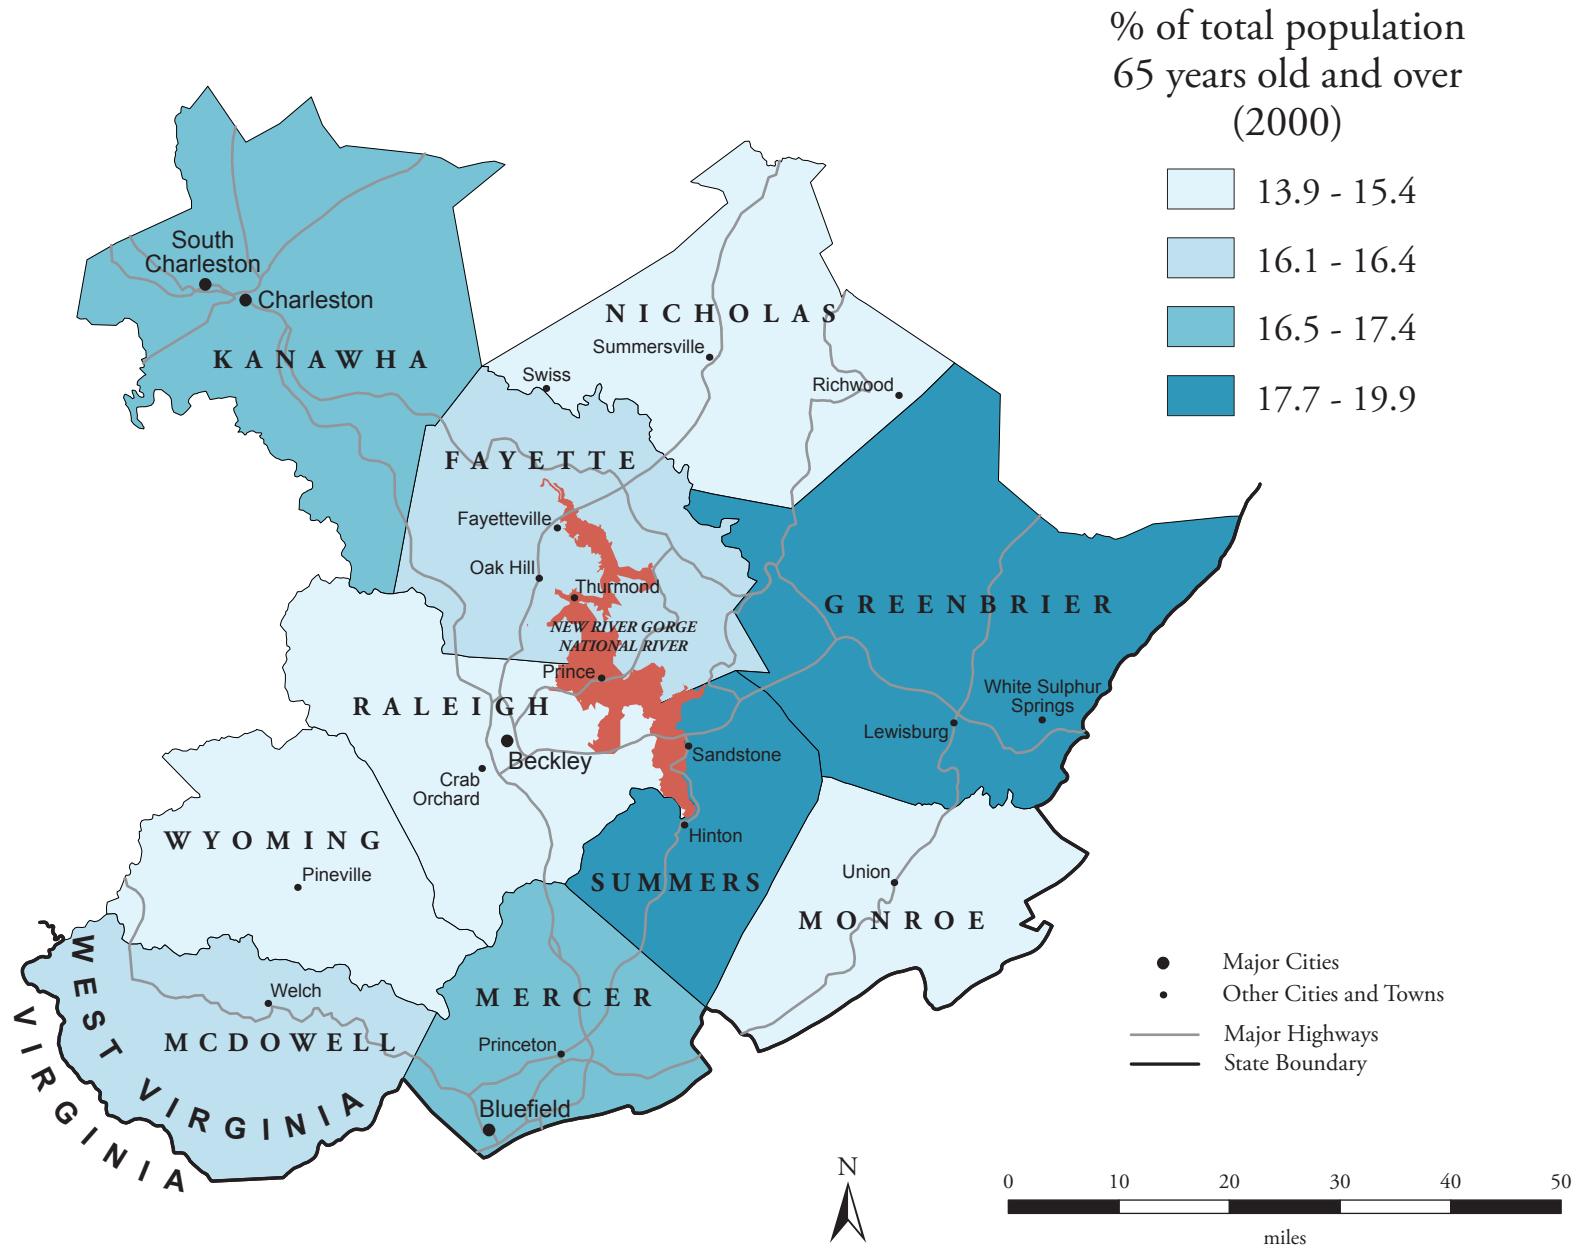 % of total population
65 years old and over
(2000)
13.9 - 15.4
16.1 - 16.4
16.5 - 17.4
17.7 - 19.9
South
Charleston
Charleston
KANAWHA
NICHOLAS
Summersville
Swiss
Richwood
FAYETTE
Fayetteville
Oak Hill
Thurmond
NEW RIVER GORGE
NATIONAL RIVER
Prince
GREENBRIER
White Sulphur
Springs
Lewisburg
RALEIGH
Beckley
Crab
Orchard
Sandstone
Hinton
WYOMING
Pineville
SUMMERS
Union
MONROE
WEST VIRGINIA
VIRGINIA
Welch
MCDOWELL
MERCER
Princeton
Bluefield
Major Cities
Other Cities and Towns
Major Highways
State Boundary
N
0 10 20 30 40 50
miles